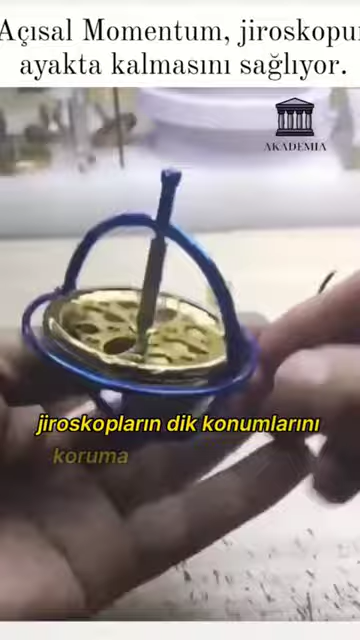 Açısal Momentum, jiroskopun
ayakta kalmasını sağlıyor.
AKADEMIA
jiroskopların dik konumlarını
koruma